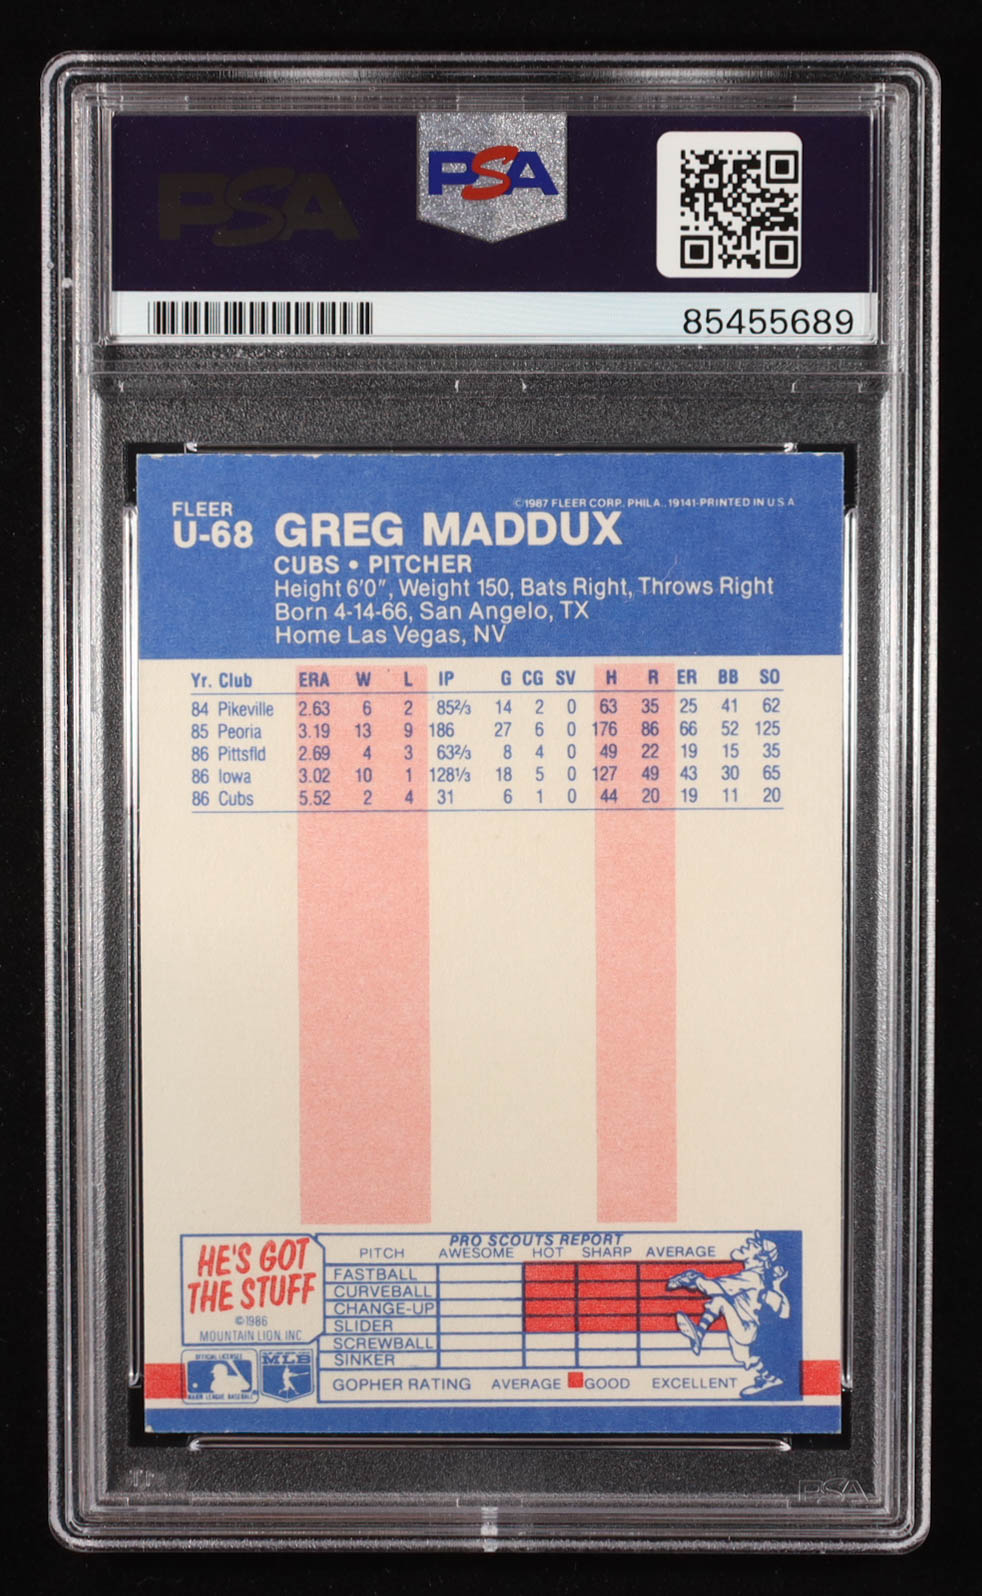 PSA
PSA
85455689
©1987 FLEER CORP. PHILA., 19141-PRINTED IN U.S.A.
FLEER
U-68 GREG MADDUX
CUBS • PITCHER
Height 6'0", Weight 150, Bats Right, Throws Right
Born 4-14-66, San Angelo, TX
Home Las Vegas, NV
Yr. Club ERA W L IP G CG SV H R ER BB SO
84 Pikeville 2.63 6 2 85⅔ 14 2 0 63 35 25 41 62
85 Peoria 3.19 13 9 186 27 6 0 176 86 66 52 125
86 Pittsfld 2.69 4 3 63⅔ 8 4 0 49 22 19 15 35
86 Iowa 3.02 10 1 128⅓ 18 5 0 127 49 43 30 65
86 Cubs 5.52 2 4 31 6 1 0 44 20 19 11 20
HE'S GOT
THE STUFF
©1986
MOUNTAIN LION, INC.
PRO SCOUTS REPORT
PITCH AWESOME HOT SHARP AVERAGE
FASTBALL
CURVEBALL
CHANGE-UP
SLIDER
SCREWBALL
SINKER
GOPHER RATING AVERAGE GOOD EXCELLENT
OFFICIAL LICENSEE
MAJOR LEAGUE BASEBALL
MLB
PSA